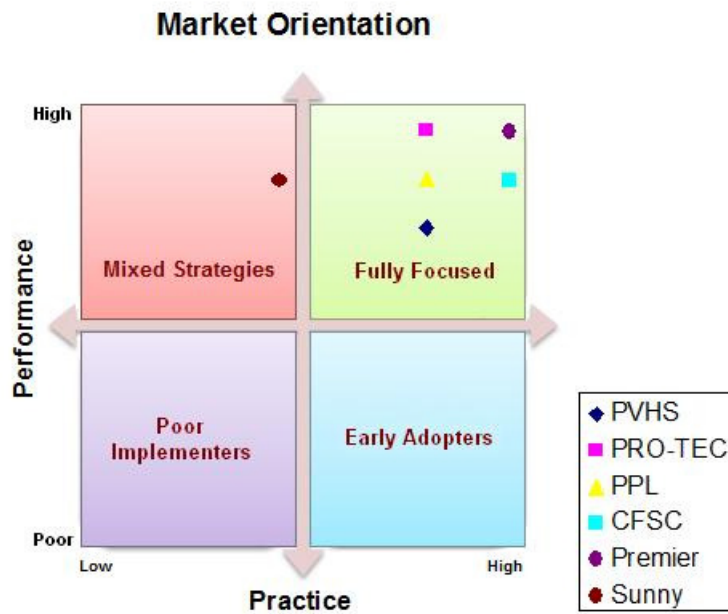 Market Orientation
High
Mixed Strategies
Fully Focused
Performance
Poor
Implementers
Early Adopters
Poor
Low
High
Practice
PVHS
PRO-TEC
PPL
CFSC
Premier
Sunny